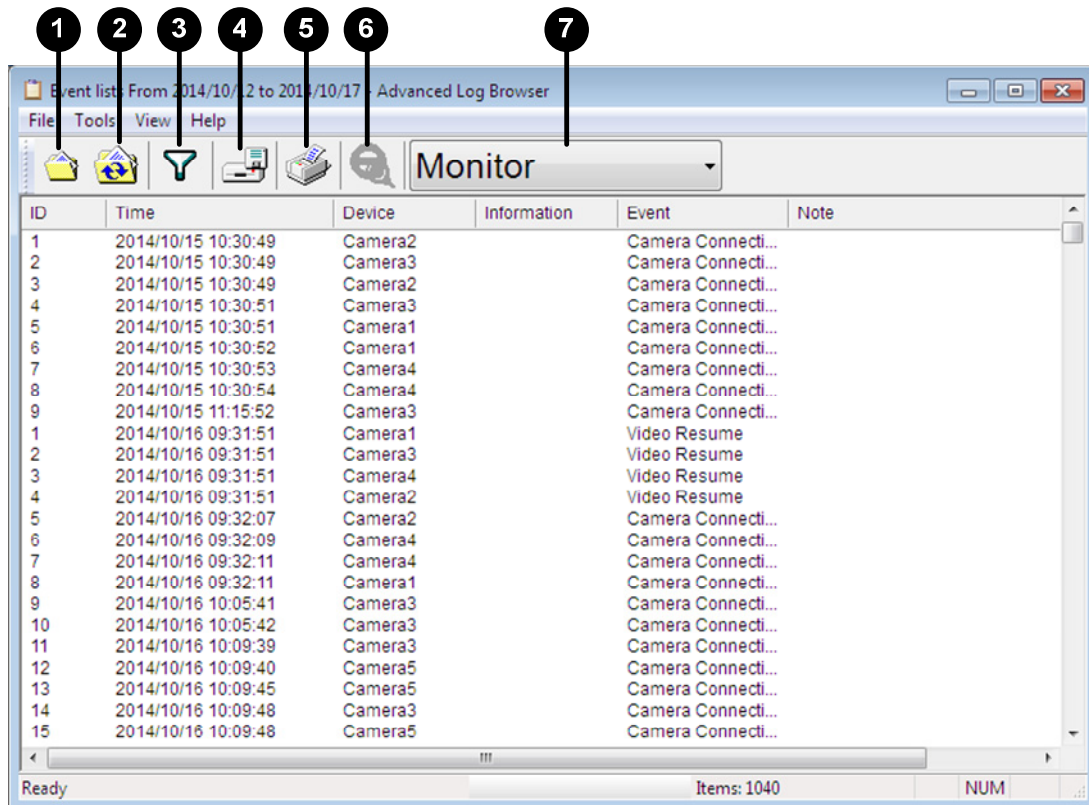 1 2 3 4 5 6 7
Event lists From 2014/10/12 to 2014/10/17 - Advanced Log Browser
File Tools View Help
Monitor
ID Time Device Information Event Note
1 2014/10/15 10:30:49 Camera2 Camera Connecti...
2 2014/10/15 10:30:49 Camera3 Camera Connecti...
3 2014/10/15 10:30:49 Camera2 Camera Connecti...
4 2014/10/15 10:30:51 Camera3 Camera Connecti...
5 2014/10/15 10:30:51 Camera1 Camera Connecti...
6 2014/10/15 10:30:52 Camera1 Camera Connecti...
7 2014/10/15 10:30:53 Camera4 Camera Connecti...
8 2014/10/15 10:30:54 Camera4 Camera Connecti...
9 2014/10/15 11:15:52 Camera3 Camera Connecti...
1 2014/10/16 09:31:51 Camera1 Video Resume
2 2014/10/16 09:31:51 Camera3 Video Resume
3 2014/10/16 09:31:51 Camera4 Video Resume
4 2014/10/16 09:31:51 Camera2 Video Resume
5 2014/10/16 09:32:07 Camera2 Camera Connecti...
6 2014/10/16 09:32:09 Camera4 Camera Connecti...
7 2014/10/16 09:32:11 Camera4 Camera Connecti...
8 2014/10/16 09:32:11 Camera1 Camera Connecti...
9 2014/10/16 10:05:41 Camera3 Camera Connecti...
10 2014/10/16 10:05:42 Camera3 Camera Connecti...
11 2014/10/16 10:09:39 Camera3 Camera Connecti...
12 2014/10/16 10:09:40 Camera5 Camera Connecti...
13 2014/10/16 10:09:45 Camera5 Camera Connecti...
14 2014/10/16 10:09:48 Camera3 Camera Connecti...
15 2014/10/16 10:09:48 Camera5 Camera Connecti...
Ready Items: 1040 NUM